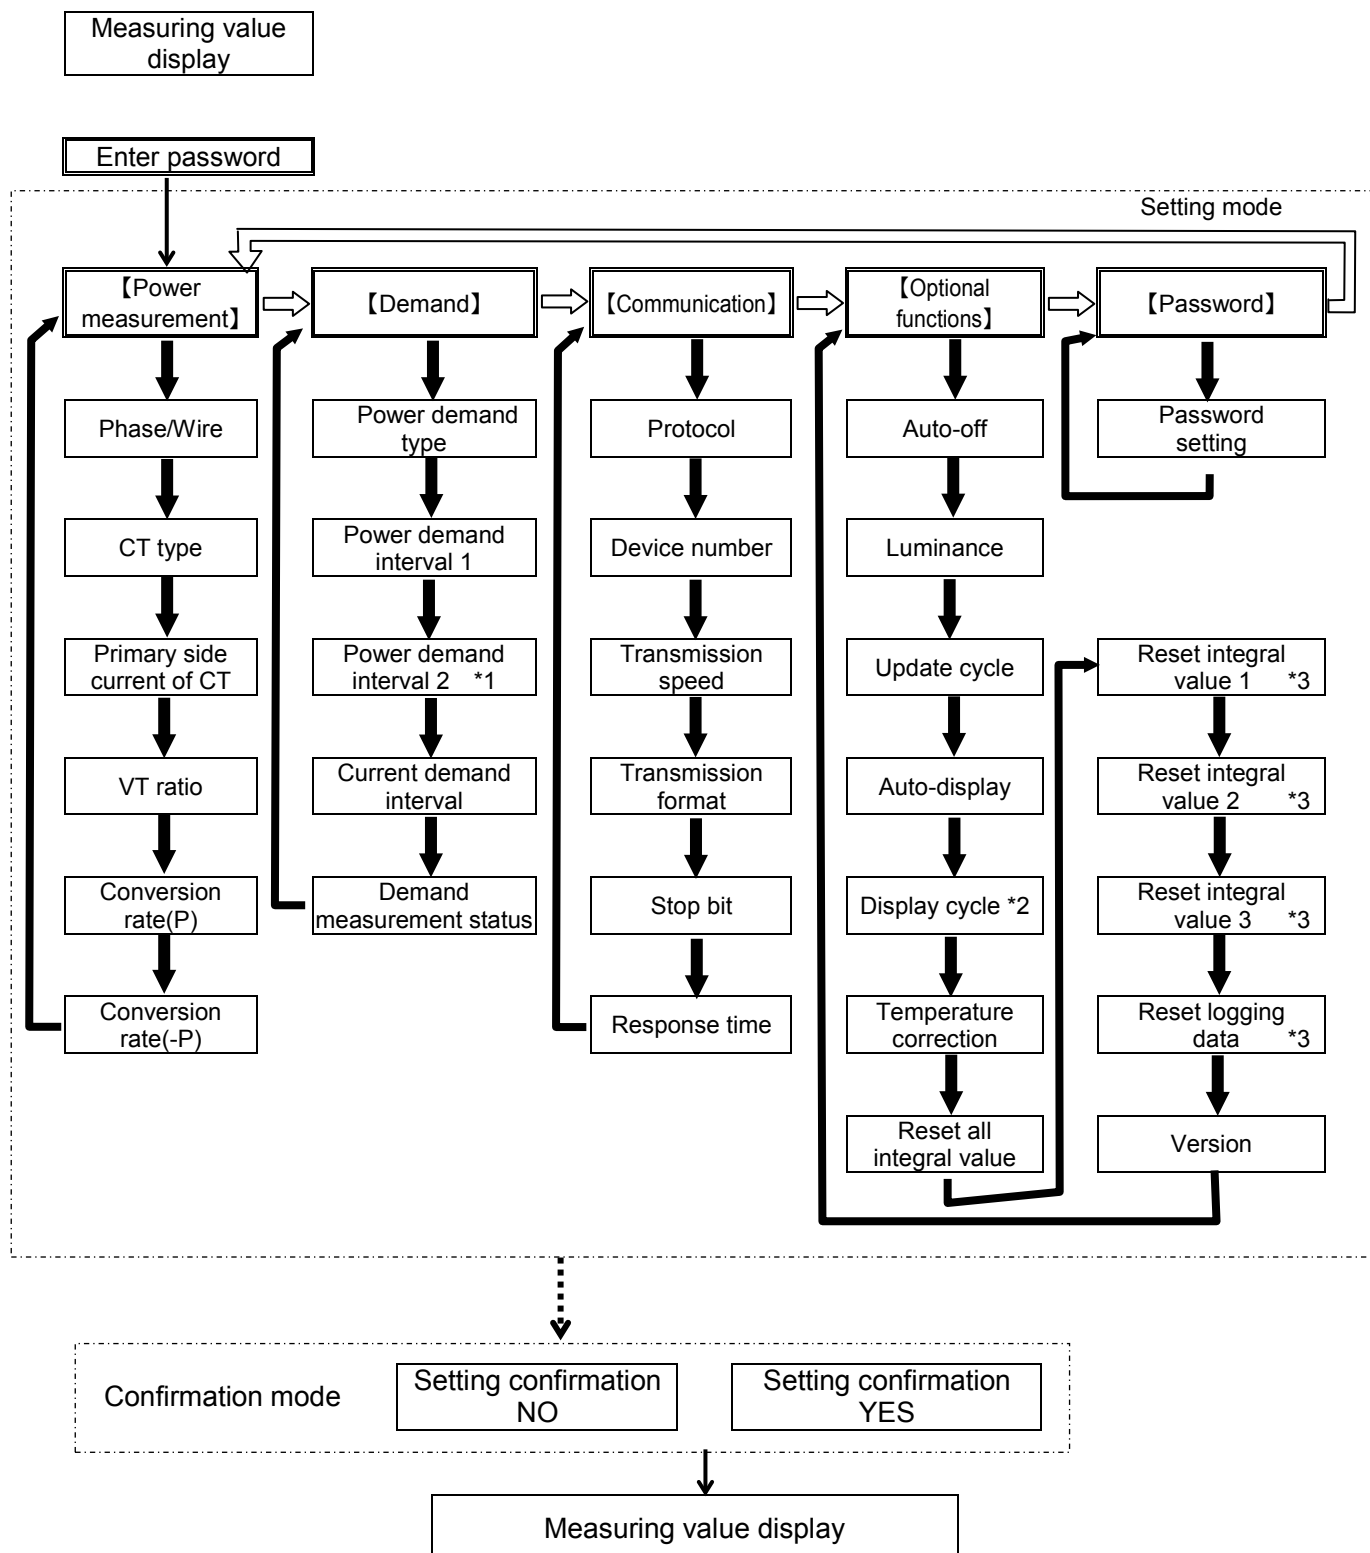 Measuring value
display
Enter password
Setting mode
【Power
measurement】
【Demand】
【Communication】
【Optional
functions】
【Password】
Phase/Wire
CT type
Primary side
current of CT
VT ratio
Conversion
rate(P)
Conversion
rate(-P)
Power demand
type
Power demand
interval 1
Power demand
interval 2 *1
Current demand
interval
Demand
measurement status
Protocol
Device number
Transmission
speed
Transmission
format
Stop bit
Response time
Auto-off
Luminance
Update cycle
Auto-display
Display cycle *2
Temperature
correction
Reset all
integral value
Password
setting
Reset integral
value 1 *3
Reset integral
value 2 *3
Reset integral
value 3 *3
Reset logging
data *3
Version
Confirmation mode
Setting confirmation
NO
Setting confirmation
YES
Measuring value display